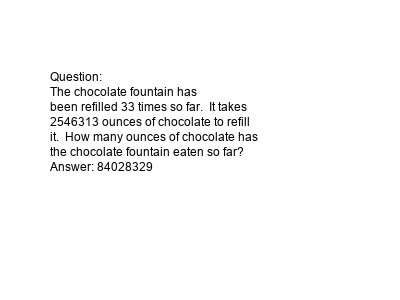 Question:
The chocolate fountain has
been refilled 33 times so far.  It takes
2546313 ounces of chocolate to refill
it.  How many ounces of chocolate has
the chocolate fountain eaten so far?
Answer: 84028329